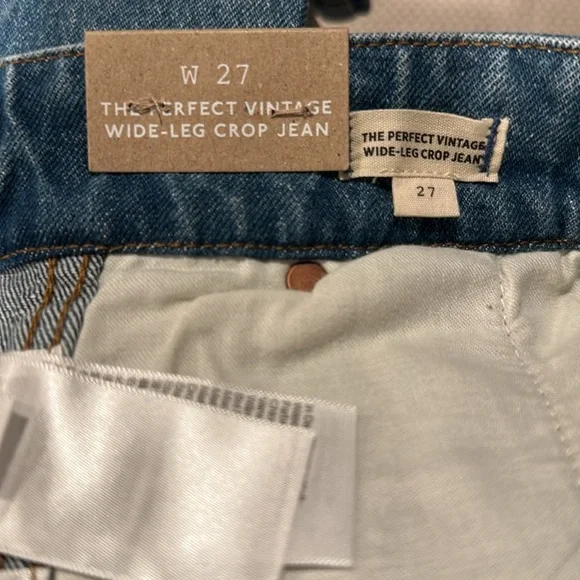 W 27
THE PERFECT VINTAGE
WIDE-LEG CROP JEAN
THE PERFECT VINTAGE
WIDE-LEG CROP JEAN
27